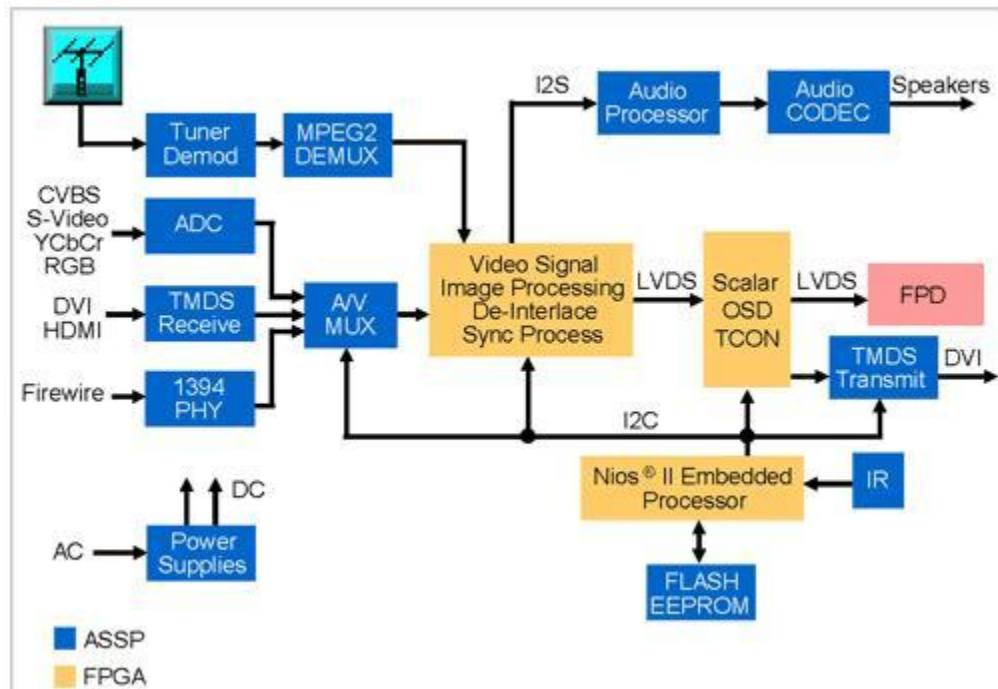 I2S
Audio
Processor
Audio
CODEC
Speakers
Tuner
Demod
MPEG2
DEMUX
CVBS
S-Video
YCbCr
RGB
ADC
DVI
HDMI
TMDS
Receive
A/V
MUX
Video Signal
Image Processing
De-Interlace
Sync Process
LVDS
Scalar
OSD
TCON
LVDS
FPD
TMDS
Transmit
DVI
Firewire
1394
PHY
I2C
Nios® II Embedded
Processor
IR
DC
AC
Power
Supplies
FLASH
EEPROM
ASSP
FPGA